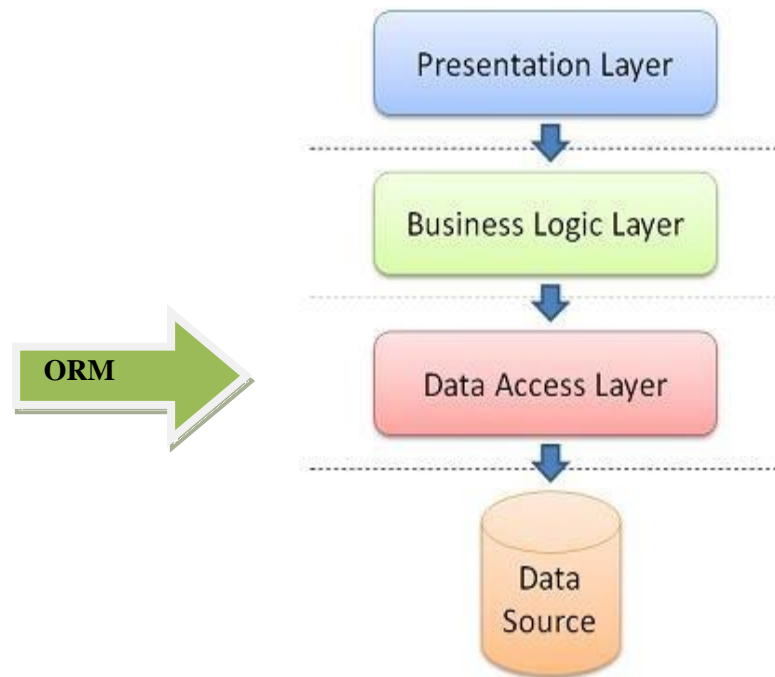 Presentation Layer
Business Logic Layer
ORM
Data Access Layer
Data
Source